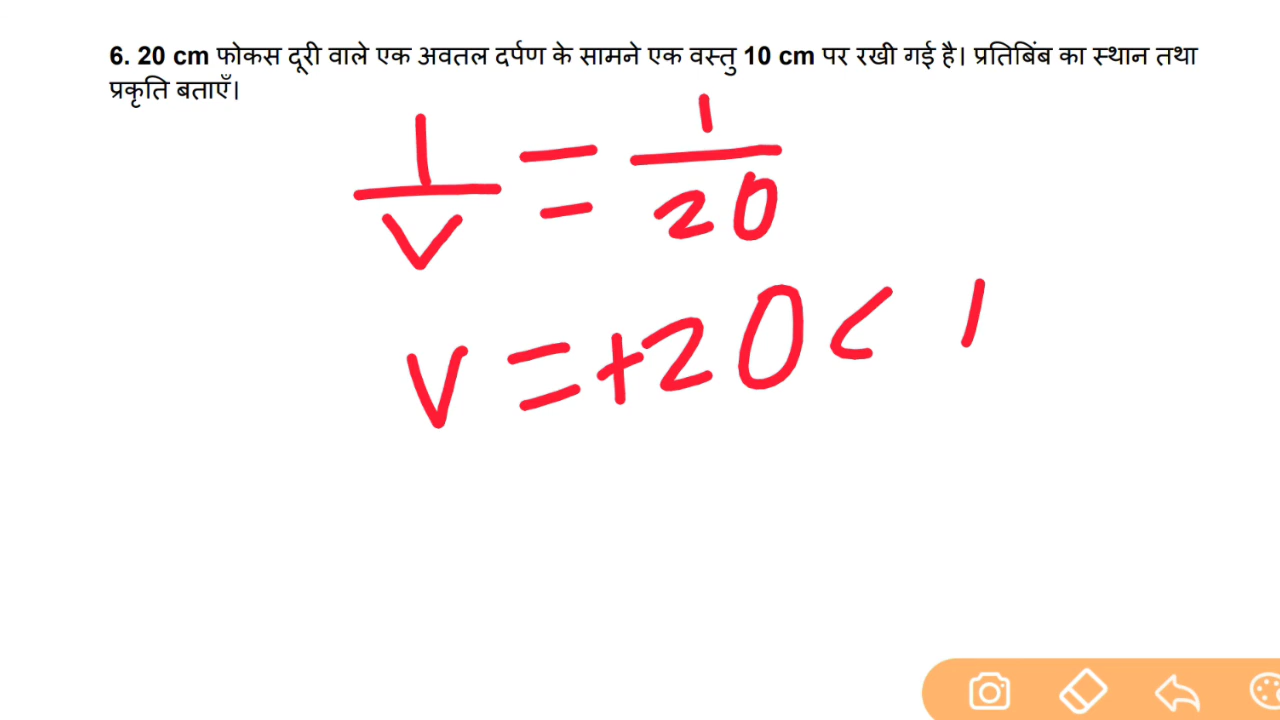 6. 20 cm फोकस दूरी वाले एक अवतल दर्पण के सामने एक वस्तु 10 cm पर रखी गई है। प्रतिबिंब का स्थान तथा
प्रकृति बताएँ।
1/V = 1/20
V = +20